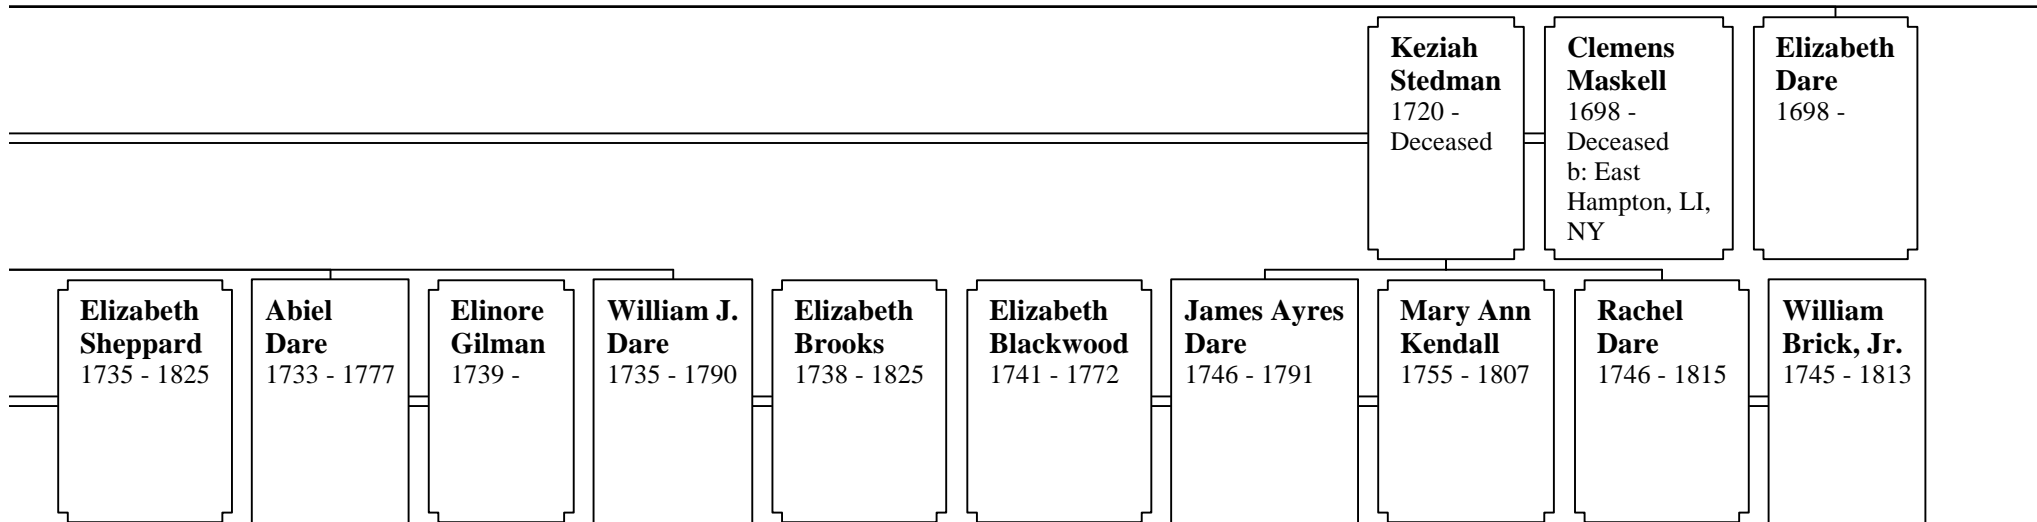 Keziah
Stedman
1720 -
Deceased
Clemens
Maskell
1698 -
Deceased
b: East
Hampton, LI,
NY
Elizabeth
Dare
1698 -
Elizabeth
Sheppard
1735 - 1825
Abiel
Dare
1733 - 1777
Elinore
Gilman
1739 -
William J.
Dare
1735 - 1790
Elizabeth
Brooks
1738 - 1825
Elizabeth
Blackwood
1741 - 1772
James Ayres
Dare
1746 - 1791
Mary Ann
Kendall
1755 - 1807
Rachel
Dare
1746 - 1815
William
Brick, Jr.
1745 - 1813